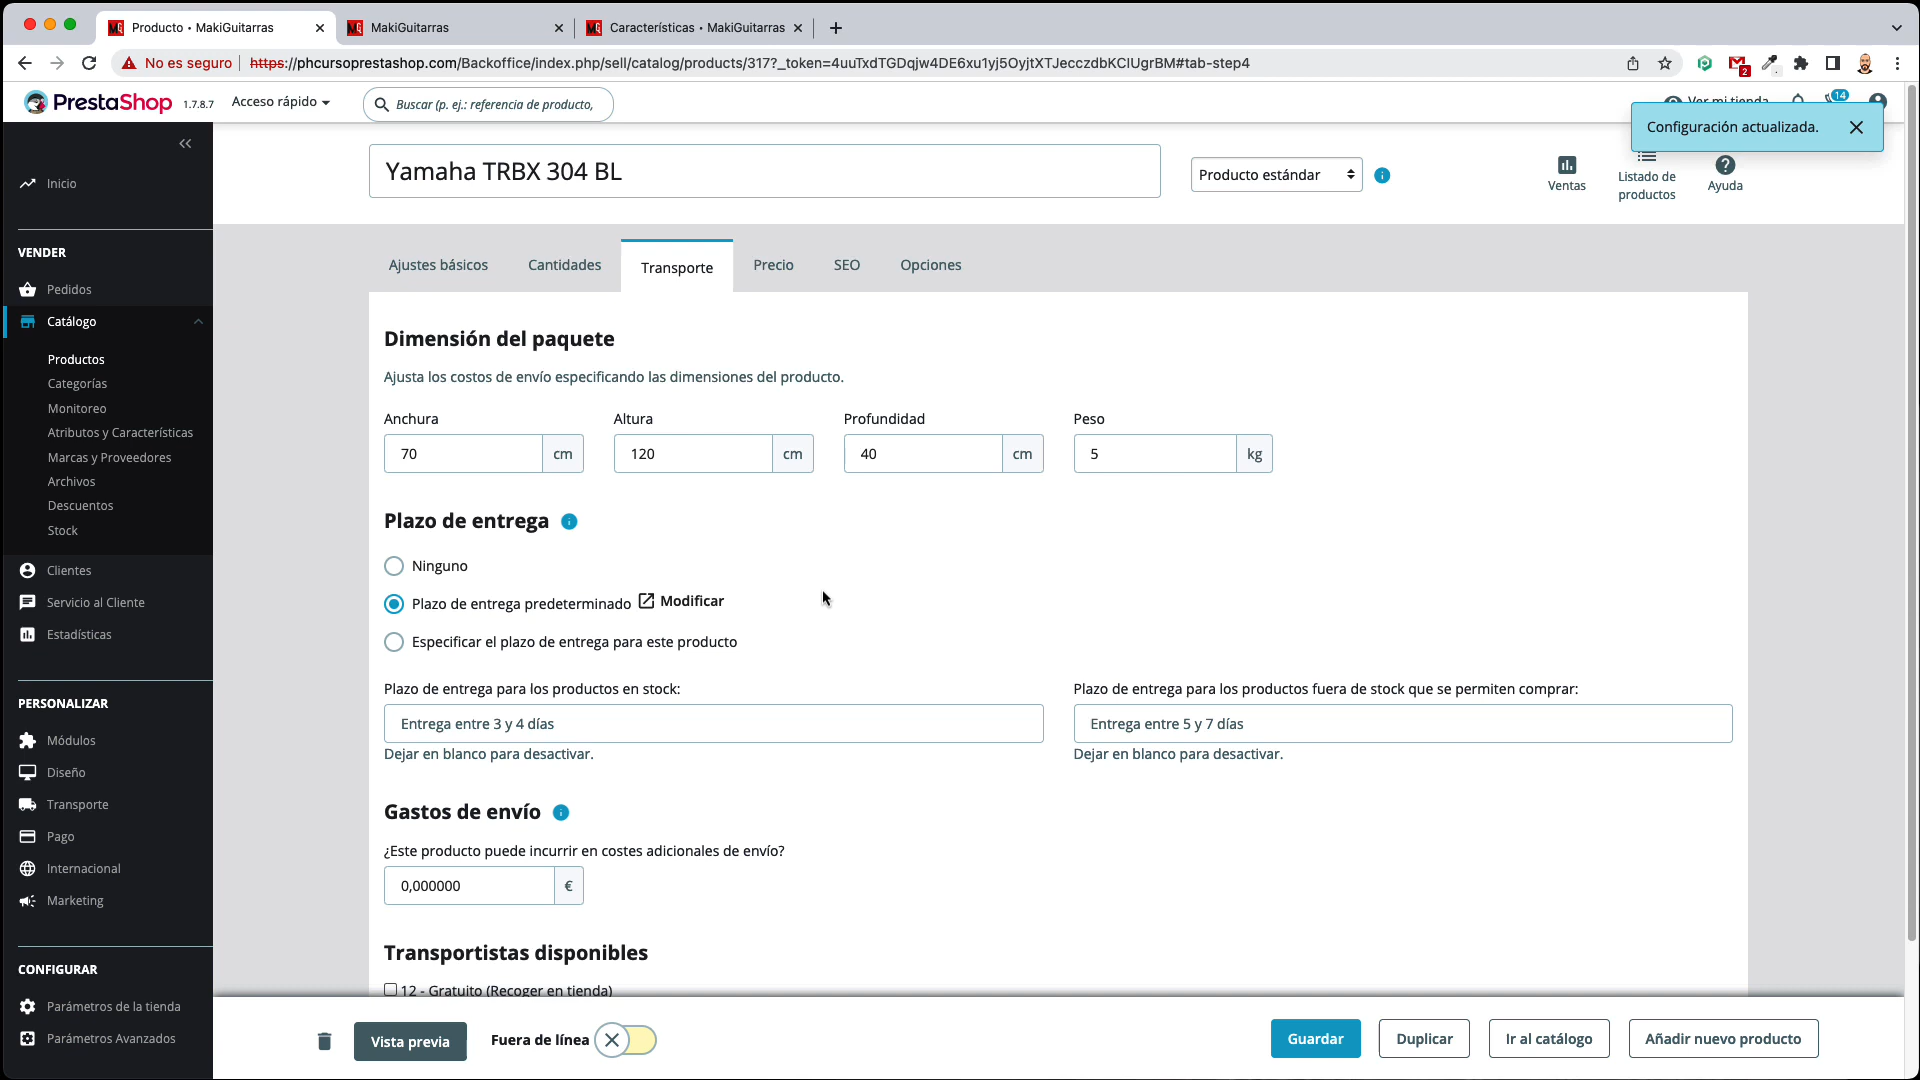 Producto • MakiGuitarras
MakiGuitarras
Características • MakiGuitarras
No es seguro
https://phcursoprestashop.com/Backoffice/index.php/sell/catalog/products/317?_token=4uuTxdTGDqjw4DE6xu1yj5OyjtXTJecczdbKCIUgrBM#tab-step4
2
PrestaShop 1.7.8.7
Acceso rápido
Buscar (p. ej.: referencia de producto,
Ver mi tienda
14
Configuración actualizada.
Inicio
VENDER
Pedidos
Catálogo
Productos
Categorías
Monitoreo
Atributos y Características
Marcas y Proveedores
Archivos
Descuentos
Stock
Clientes
Servicio al Cliente
Estadísticas
PERSONALIZAR
Módulos
Diseño
Transporte
Pago
Internacional
Marketing
CONFIGURAR
Parámetros de la tienda
Parámetros Avanzados
Yamaha TRBX 304 BL
Producto estándar
Ventas
Listado de
productos
Ayuda
Ajustes básicos
Cantidades
Transporte
Precio
SEO
Opciones
Dimensión del paquete
Ajusta los costos de envío especificando las dimensiones del producto.
Anchura
Altura
Profundidad
Peso
70 cm
120 cm
40 cm
5 kg
Plazo de entrega
Ninguno
Plazo de entrega predeterminado Modificar
Especificar el plazo de entrega para este producto
Plazo de entrega para los productos en stock:
Entrega entre 3 y 4 días
Dejar en blanco para desactivar.
Plazo de entrega para los productos fuera de stock que se permiten comprar:
Entrega entre 5 y 7 días
Dejar en blanco para desactivar.
Gastos de envío
¿Este producto puede incurrir en costes adicionales de envío?
0,000000 €
Transportistas disponibles
12 - Gratuito (Recoger en tienda)
Vista previa
Fuera de línea
Guardar
Duplicar
Ir al catálogo
Añadir nuevo producto